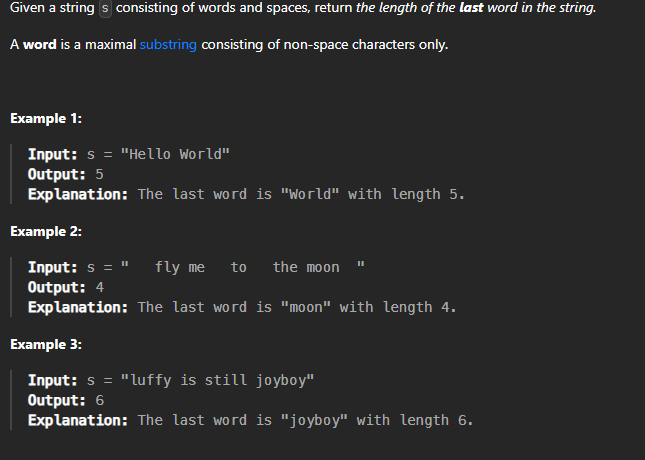 Given a string s consisting of words and spaces, return the length of the last word in the string.
A word is a maximal substring consisting of non-space characters only.
Example 1:
Input: s = "Hello World"
Output: 5
Explanation: The last word is "World" with length 5.
Example 2:
Input: s = "   fly me   to   the moon  "
Output: 4
Explanation: The last word is "moon" with length 4.
Example 3:
Input: s = "luffy is still joyboy"
Output: 6
Explanation: The last word is "joyboy" with length 6.